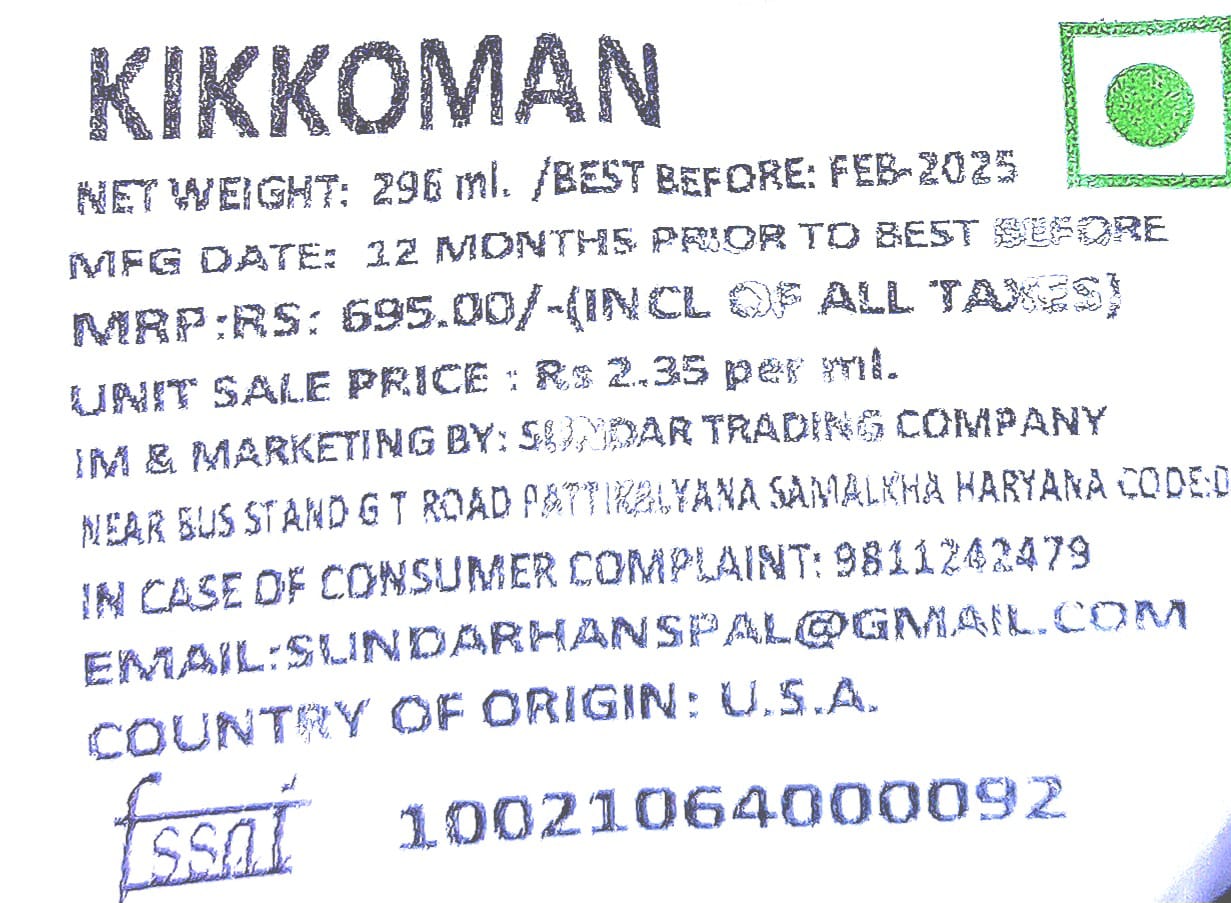 KIKKOMAN
NET WEIGHT: 296 ml. /BEST BEFORE: FEB-2025
MFG DATE: 12 MONTHS PRIOR TO BEST BEFORE
MRP:RS: 695.00/-(INCL OF ALL TAXES)
UNIT SALE PRICE : Rs 2.35 per ml.
IM & MARKETING BY: SUNDAR TRADING COMPANY
NEAR BUS STAND G T ROAD PATTIKALYANA SAMALKHA HARYANA CODE:D
IN CASE OF CONSUMER COMPLAINT: 9811242479
EMAIL:SUNDARHANSPAL@GMAIL.COM
COUNTRY OF ORIGIN: U.S.A.
fssai 10021064000092